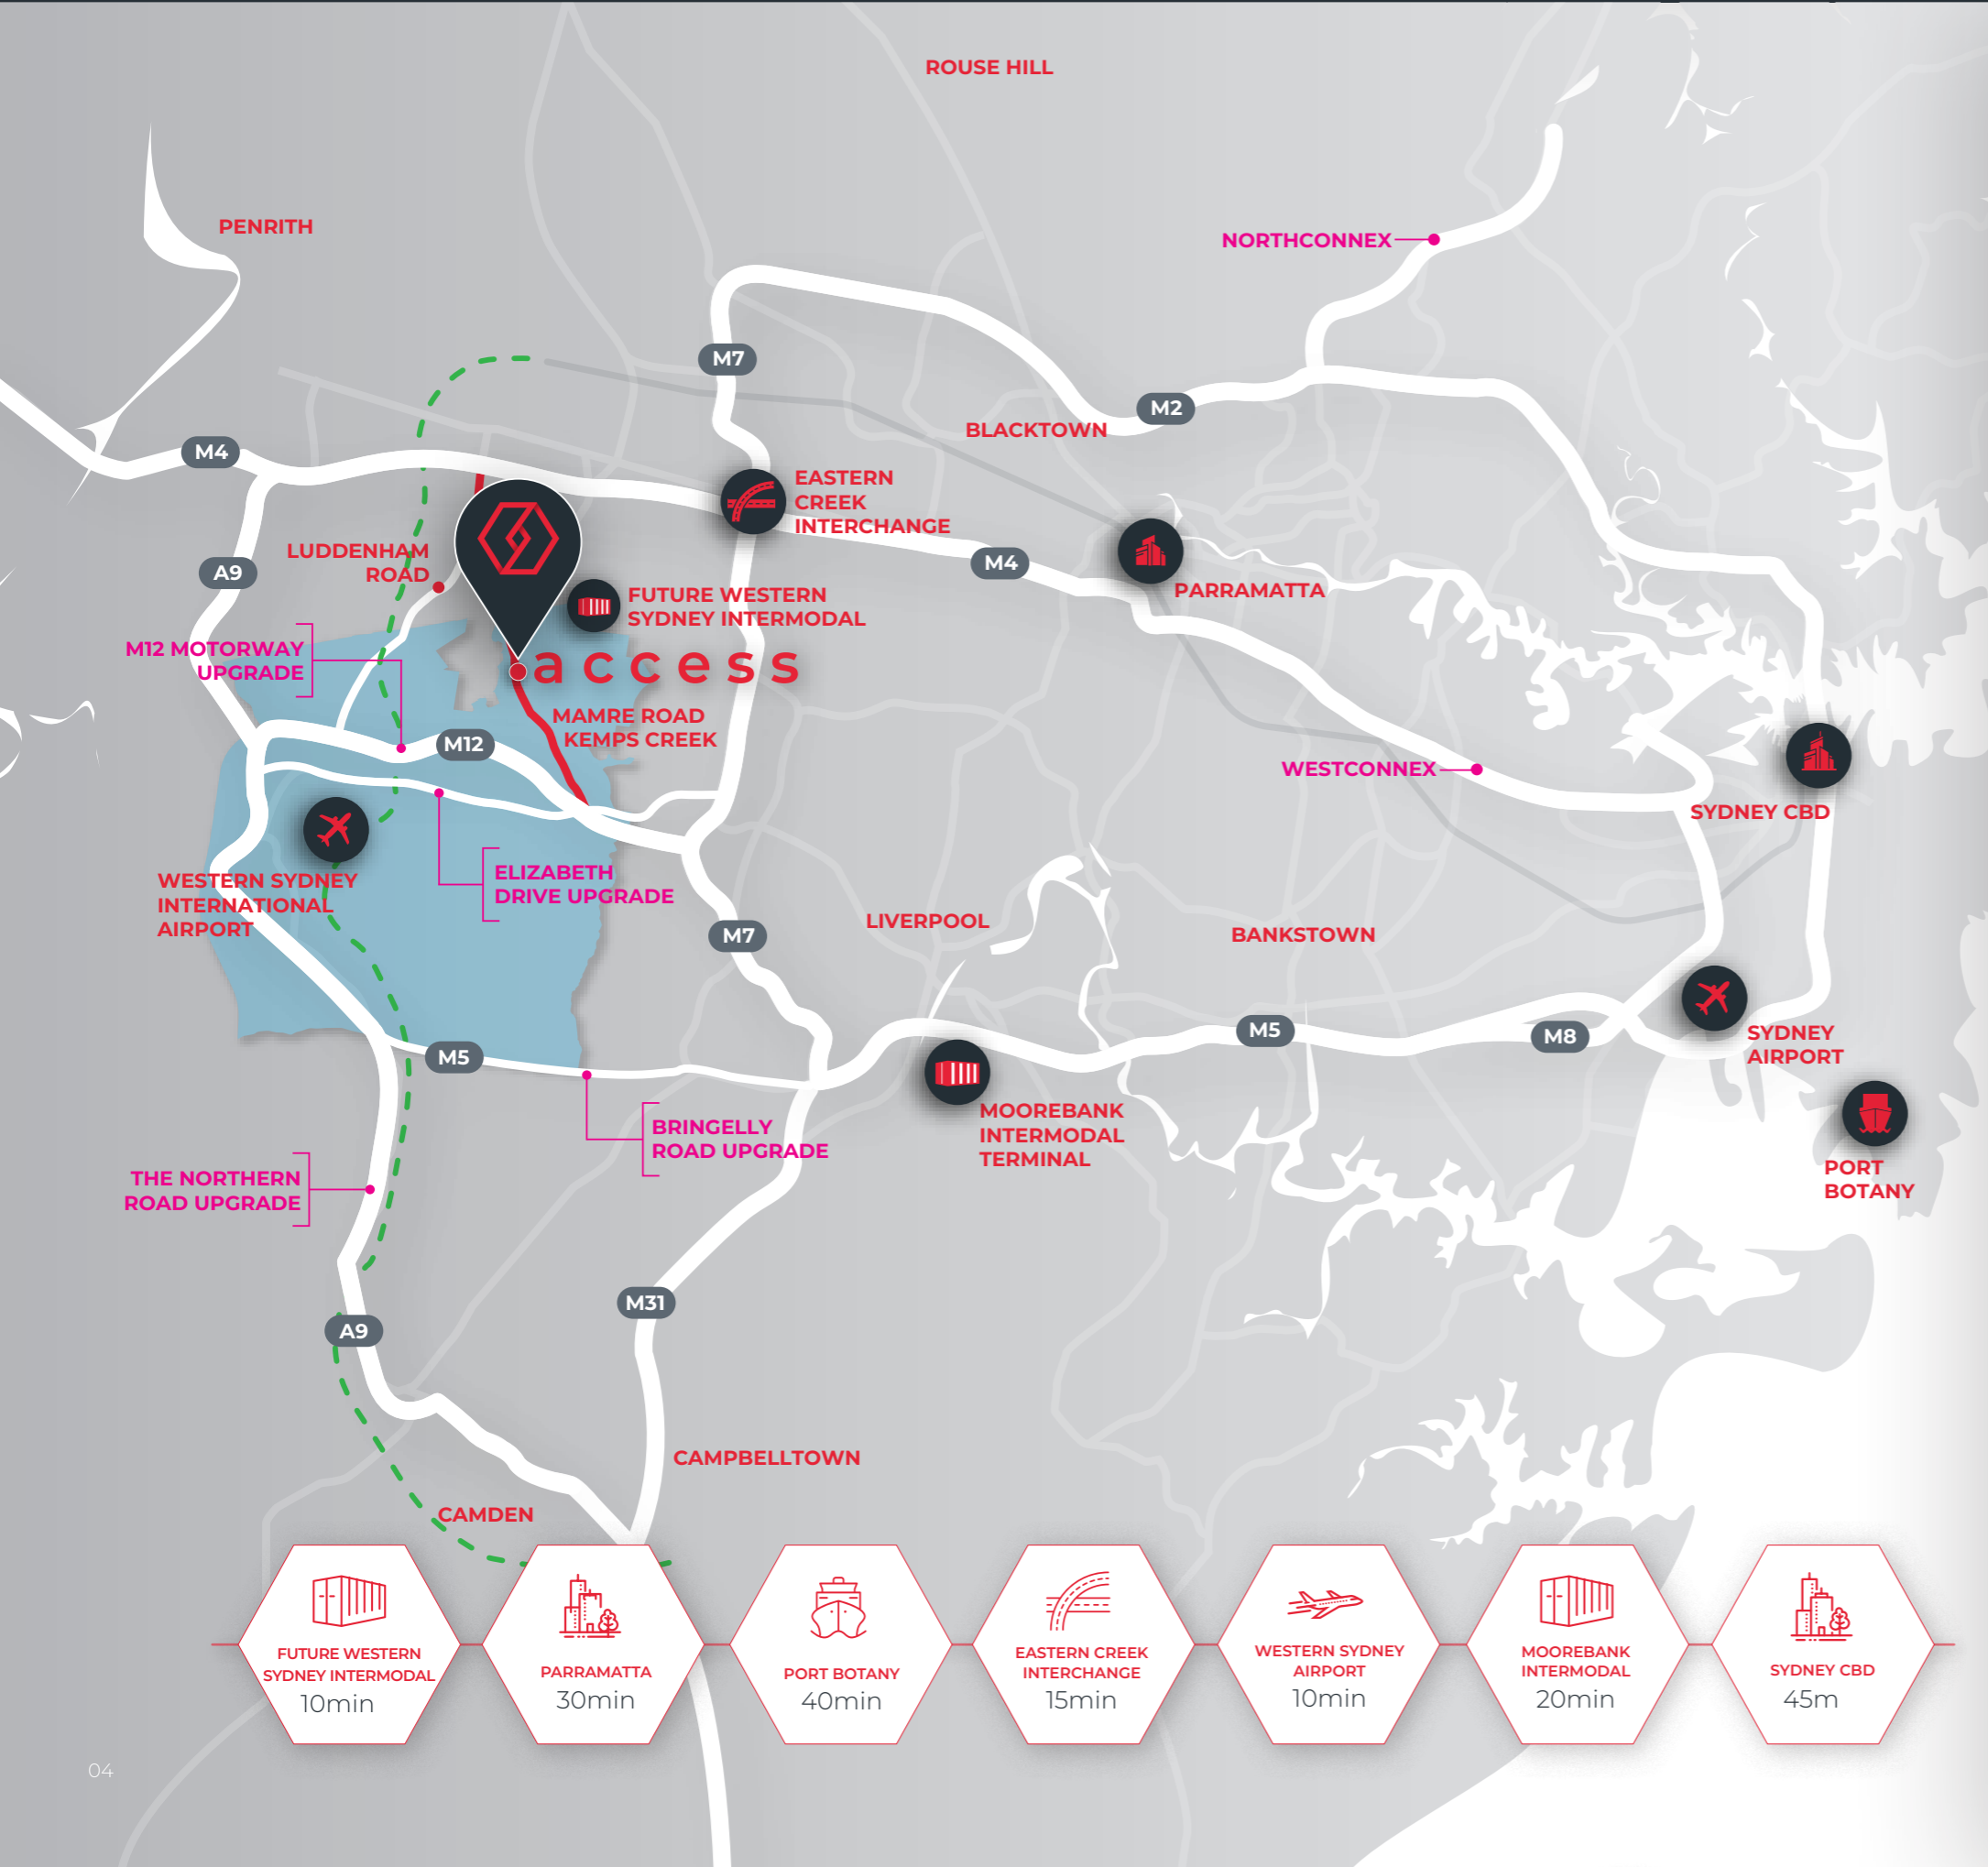 ROUSE HILL
PENRITH
NORTHCONNEX
M7
M2
BLACKTOWN
M4
EASTERN
CREEK
INTERCHANGE
LUDDENHAM
ROAD
M4
A9
PARRAMATTA
FUTURE WESTERN
SYDNEY INTERMODAL
M12 MOTORWAY
UPGRADE
access
MAMRE ROAD
KEMPS CREEK
M12
WESTCONNEX
SYDNEY CBD
WESTERN SYDNEY
INTERNATIONAL
AIRPORT
ELIZABETH
DRIVE UPGRADE
M7
LIVERPOOL
BANKSTOWN
M5
M8
SYDNEY
AIRPORT
M5
MOOREBANK
INTERMODAL
TERMINAL
BRINGELLY
ROAD UPGRADE
PORT
BOTANY
THE NORTHERN
ROAD UPGRADE
M31
A9
CAMPBELLTOWN
CAMDEN
FUTURE WESTERN
SYDNEY INTERMODAL
10min
PARRAMATTA
30min
PORT BOTANY
40min
EASTERN CREEK
INTERCHANGE
15min
WESTERN SYDNEY
AIRPORT
10min
MOOREBANK
INTERMODAL
20min
SYDNEY CBD
45m
04